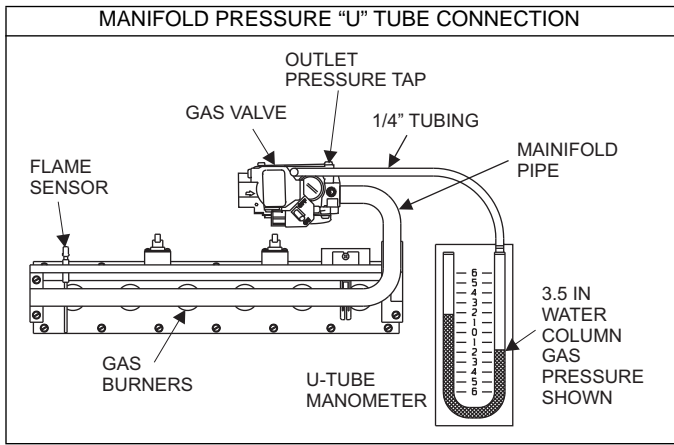 MANIFOLD PRESSURE “U” TUBE CONNECTION
OUTLET
PRESSURE TAP
GAS VALVE
1/4” TUBING
FLAME
SENSOR
MAINIFOLD
PIPE
6
5
4
3
2
1
0
1
2
3
4
5
6
3.5 IN
WATER
COLUMN
GAS
PRESSURE
SHOWN
GAS
BURNERS
U-TUBE
MANOMETER